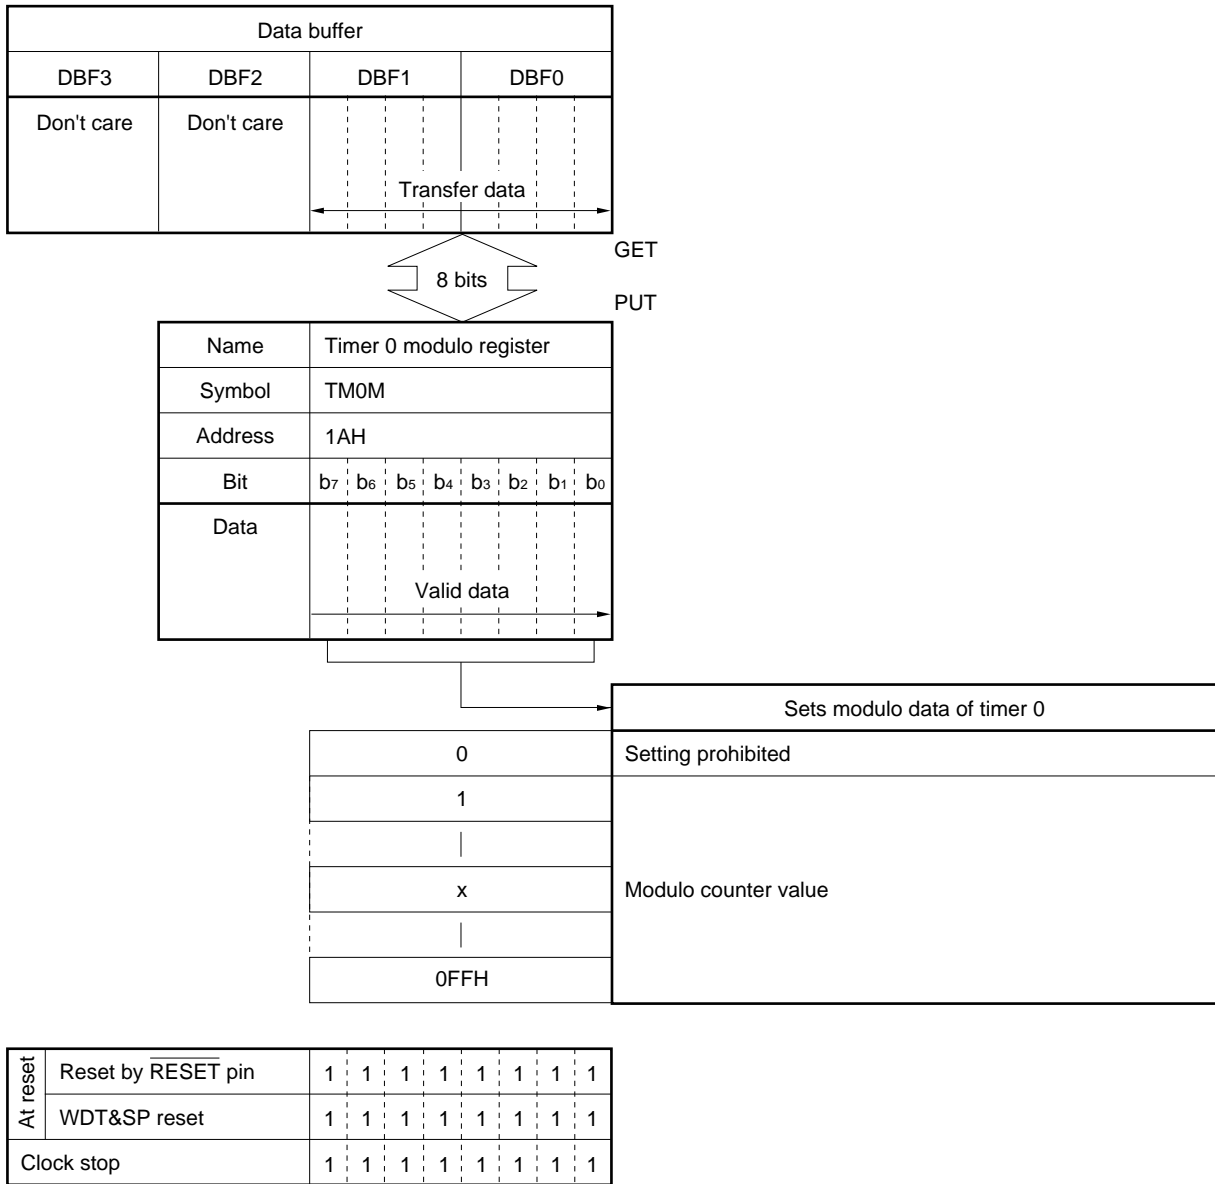 Data buffer
DBF3 DBF2 DBF1 DBF0
Don't care Don't care
Transfer data
GET
8 bits
PUT
Name Timer 0 modulo register
Symbol TM0M
Address 1AH
Bit b7 b6 b5 b4 b3 b2 b1 b0
Data
Valid data
Sets modulo data of timer 0
0 Setting prohibited
1
x Modulo counter value
0FFH
At reset
Reset by RESET pin 1 1 1 1 1 1 1 1
WDT&SP reset 1 1 1 1 1 1 1 1
Clock stop 1 1 1 1 1 1 1 1